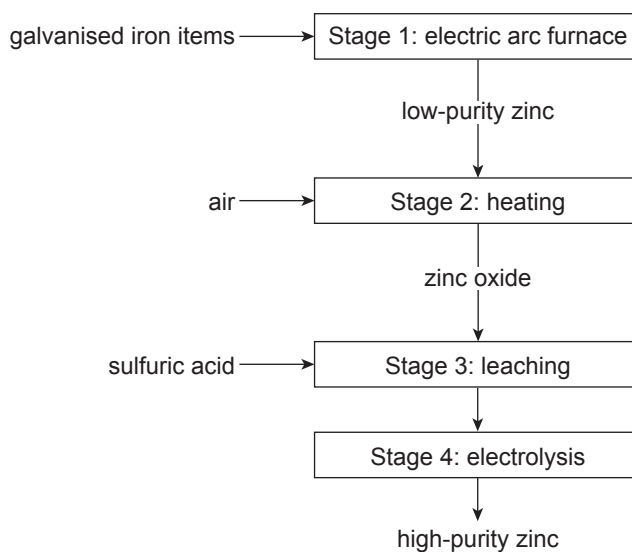 galvanised iron items
Stage 1: electric arc furnace
low-purity zinc
air
Stage 2: heating
zinc oxide
sulfuric acid
Stage 3: leaching
Stage 4: electrolysis
high-purity zinc